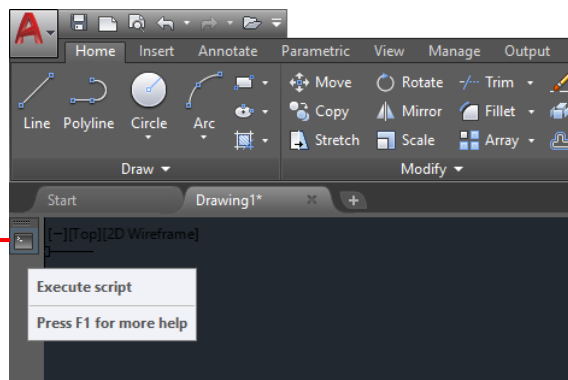 Home Insert Annotate Parametric View Manage Output
Move Rotate Trim
Copy Mirror Fillet
Line Polyline Circle Arc
Stretch Scale Array
Draw Modify
Start Drawing1*
[−][Top][2D Wireframe]
Execute script
Press F1 for more help